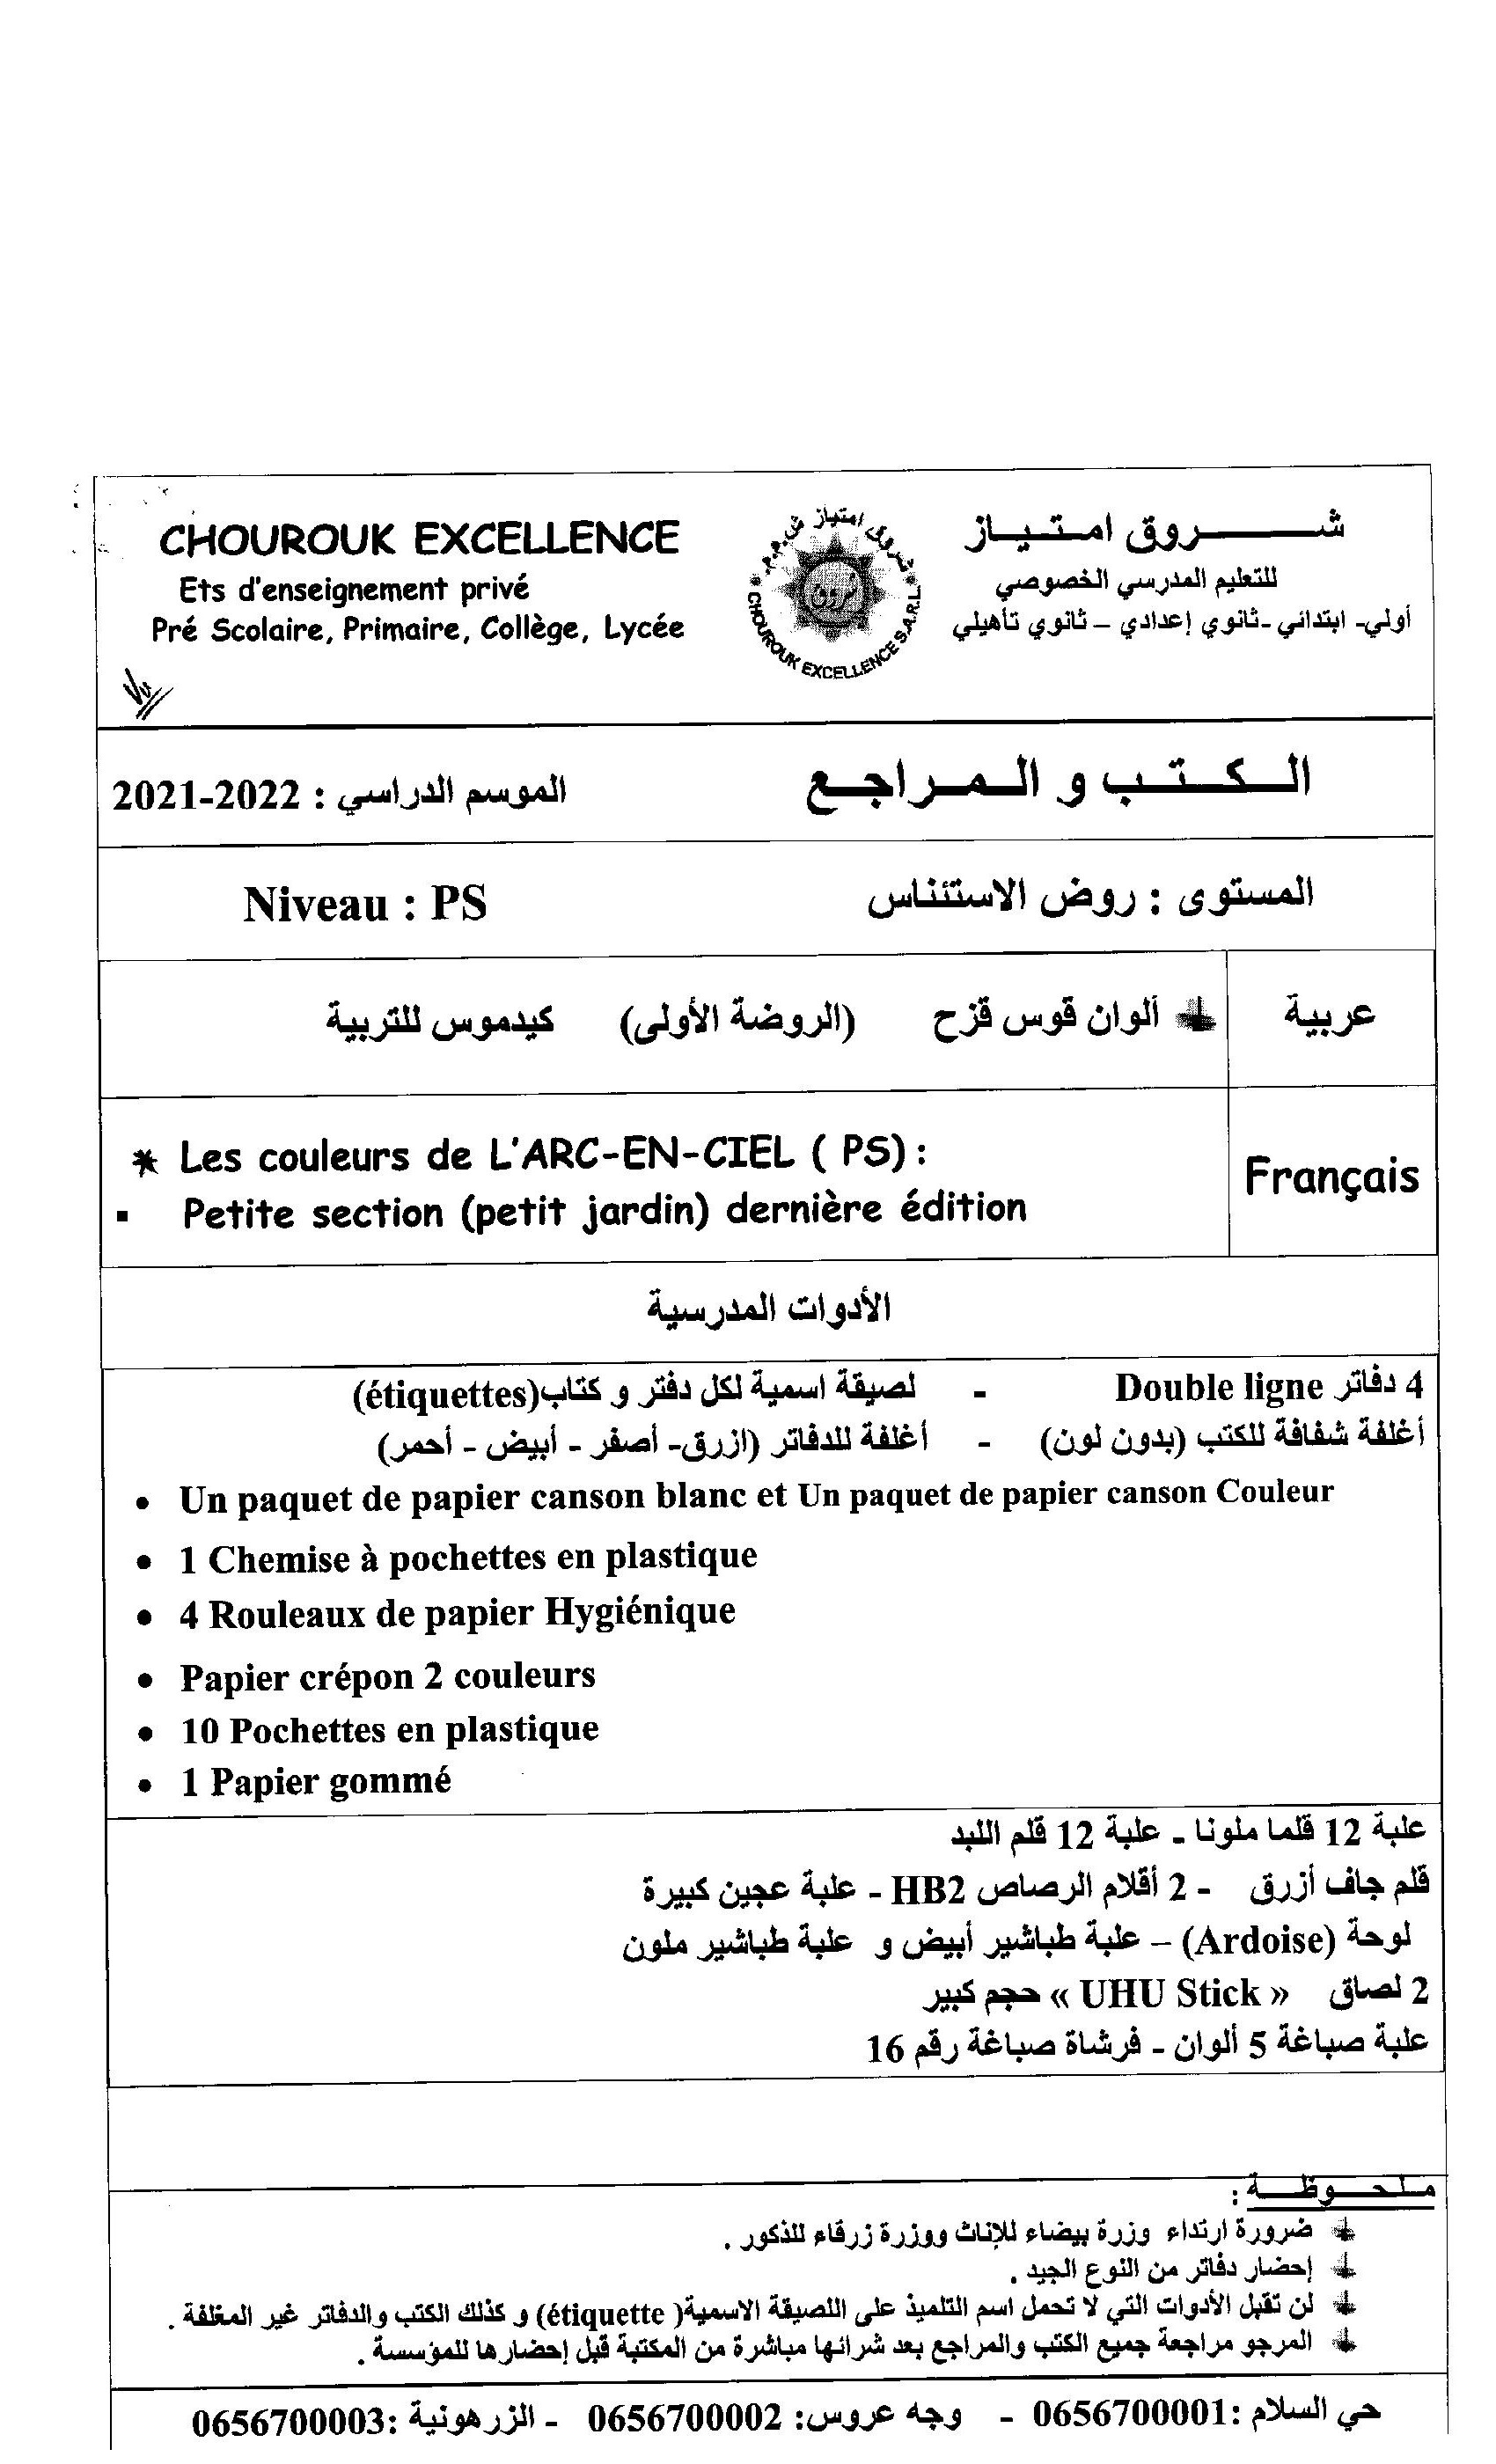 CHOUROUK EXCELLENCE
Ets d'enseignement privé
Pré Scolaire, Primaire, Collège, Lycée
شروق امتياز ش.م.م.
شروق
CHOUROUK EXCELLENCE S.A.R.L
شـــــروق امـتـيـاز
للتعليم المدرسي الخصوصي
أولي- ابتدائي -ثانوي إعدادي – ثانوي تأهيلي
الـكـتـب و الـمـراجـع
الموسم الدراسي : 2021-2022
المستوى : روض الاستئناس
Niveau : PS
عربية
ألوان قوس قزح (الروضة الأولى) كيدموس للتربية
Français
* Les couleurs de L'ARC-EN-CIEL ( PS) :
▪ Petite section (petit jardin) dernière édition
الأدوات المدرسية
4 دفاتر Double ligne - لصيقة اسمية لكل دفتر و كتاب(étiquettes)
أغلفة شفافة للكتب (بدون لون) - أغلفة للدفاتر (ازرق- أصفر - أبيض - أحمر)
• Un paquet de papier canson blanc et Un paquet de papier canson Couleur
• 1 Chemise à pochettes en plastique
• 4 Rouleaux de papier Hygiénique
• Papier crépon 2 couleurs
• 10 Pochettes en plastique
• 1 Papier gommé
علبة 12 قلما ملونا - علبة 12 قلم اللبد
قلم جاف أزرق - 2 أقلام الرصاص HB2 - علبة عجين كبيرة
لوحة (Ardoise) – علبة طباشير أبيض و علبة طباشير ملون
2 لصاق « UHU Stick » حجم كبير
علبة صباغة 5 ألوان - فرشاة صباغة رقم 16
ملـحـــوظـــة :
ضرورة ارتداء وزرة بيضاء للإناث ووزرة زرقاء للذكور .
إحضار دفاتر من النوع الجيد .
لن تقبل الأدوات التي لا تحمل اسم التلميذ على اللصيقة الاسمية( étiquette) و كذلك الكتب والدفاتر غير المغلفة .
المرجو مراجعة جميع الكتب والمراجع بعد شرائها مباشرة من المكتبة قبل إحضارها للمؤسسة .
حي السلام :0656700001 - وجه عروس: 0656700002 - الزرهونية :0656700003